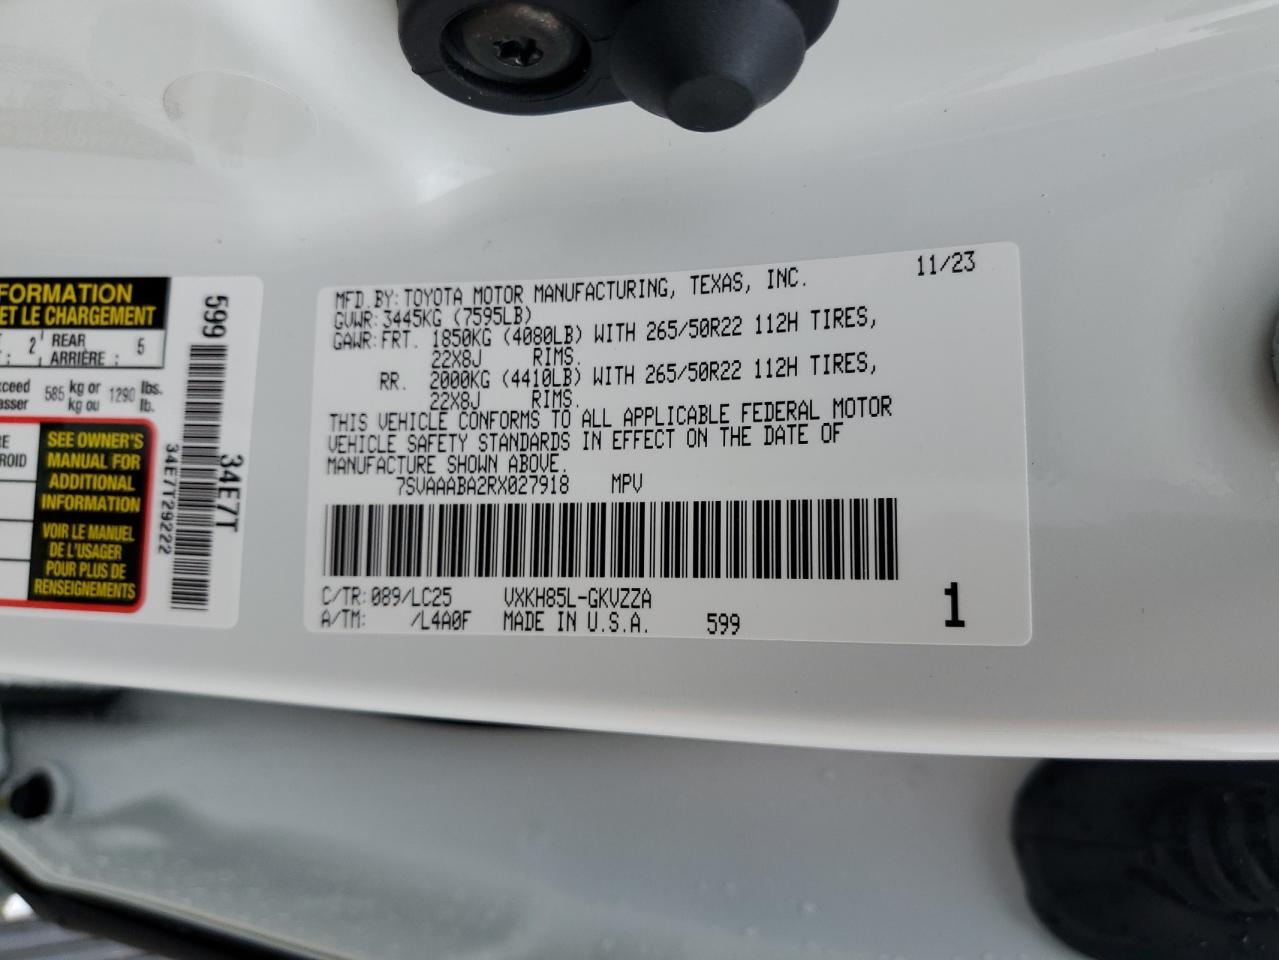 FORMATION
ET LE CHARGEMENT
2 REAR 5
: ARRIÈRE :
585 kg or 1290 lbs.
kg ou lb.
SEE OWNER'S
MANUAL FOR
ADDITIONAL
INFORMATION
VOIR LE MANUEL
DE L'USAGER
POUR PLUS DE
RENSEIGNEMENTS
599
34E7T
34E7T29222
MFD.BY:TOYOTA MOTOR MANUFACTURING, TEXAS, INC. 11/23
GVWR:3445KG (7595LB)
GAWR:FRT. 1850KG (4080LB) WITH 265/50R22 112H TIRES,
22X8J RIMS.
RR. 2000KG (4410LB) WITH 265/50R22 112H TIRES,
22X8J RIMS.
THIS VEHICLE CONFORMS TO ALL APPLICABLE FEDERAL MOTOR
VEHICLE SAFETY STANDARDS IN EFFECT ON THE DATE OF
MANUFACTURE SHOWN ABOVE.
7SVAAABA2RX027918 MPV
C/TR:089/LC25 VXKH85L-GKVZZA
A/TM: /L4A0F MADE IN U.S.A. 599 1